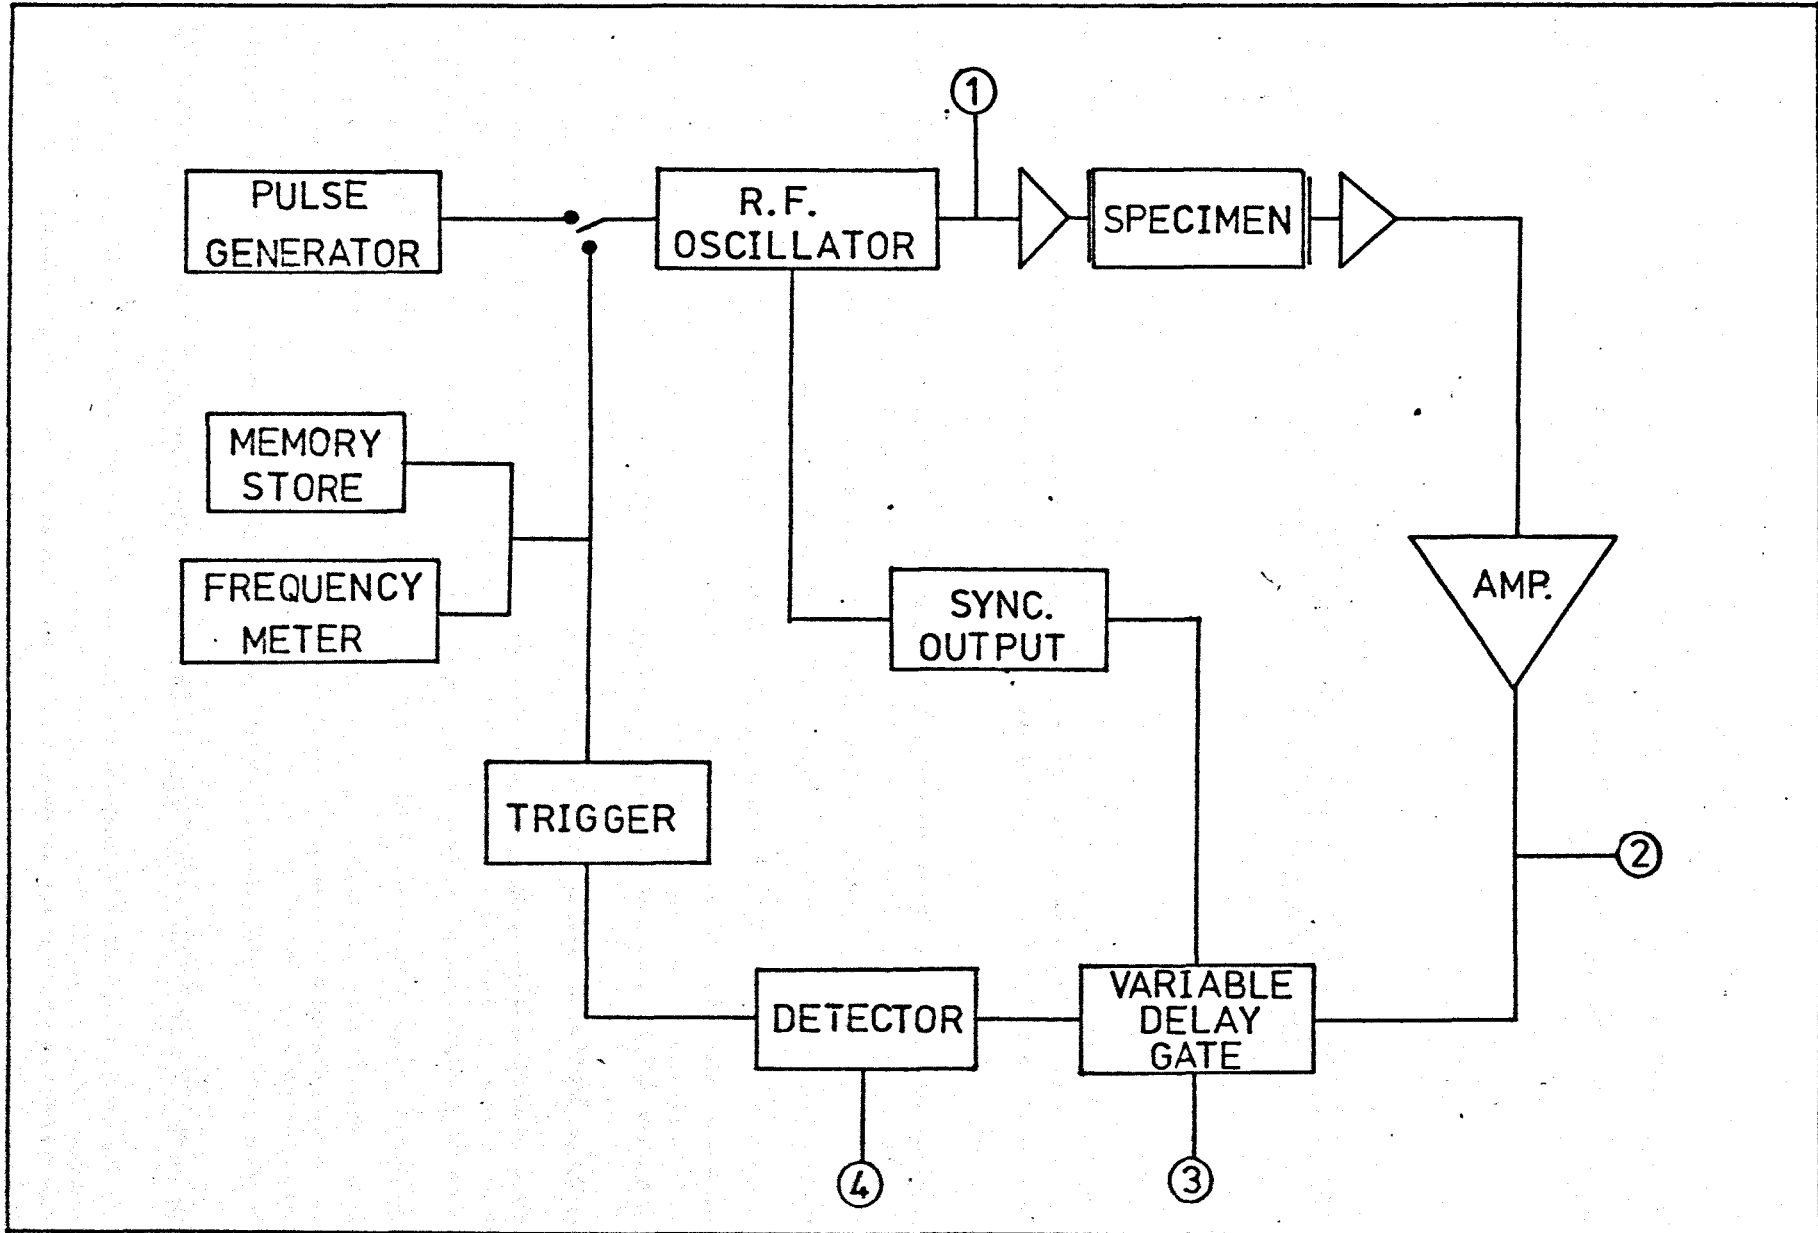 1
PULSE
GENERATOR
R.F.
OSCILLATOR
SPECIMEN
MEMORY
STORE
FREQUENCY
METER
SYNC.
OUTPUT
AMP.
TRIGGER
2
DETECTOR
VARIABLE
DELAY
GATE
4
3